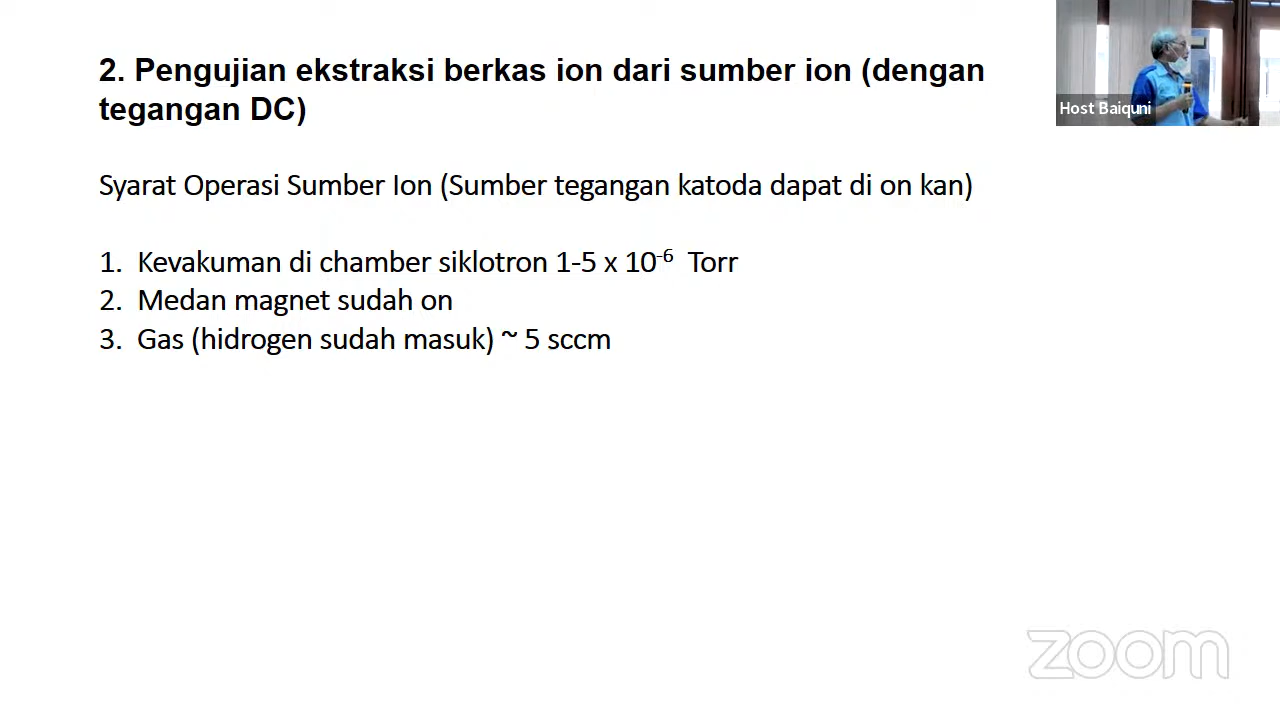 2. Pengujian ekstraksi berkas ion dari sumber ion (dengan
tegangan DC)
Host Baiquni
Syarat Operasi Sumber Ion (Sumber tegangan katoda dapat di on kan)
1. Kevakuman di chamber siklotron 1-5 x 10⁻⁶ Torr
2. Medan magnet sudah on
3. Gas (hidrogen sudah masuk) ~ 5 sccm
zoom